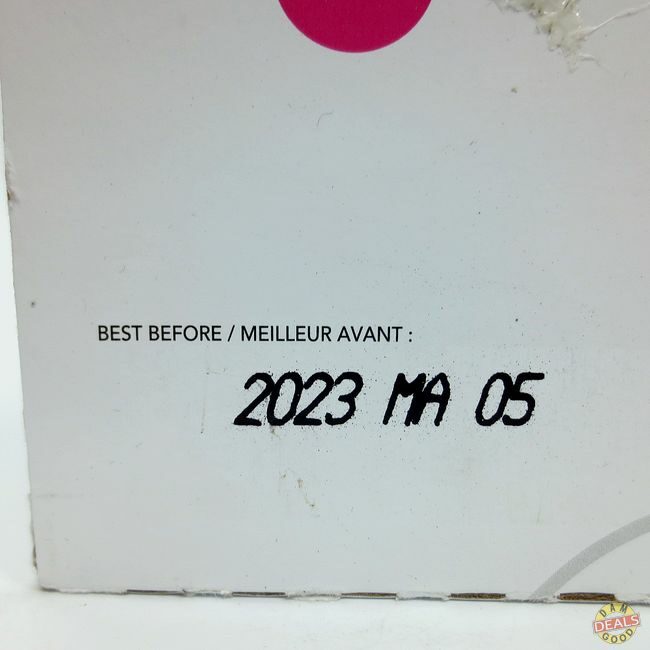 BEST BEFORE / MEILLEUR AVANT :
2023 MA 05
DAM
DEALS
GOOD